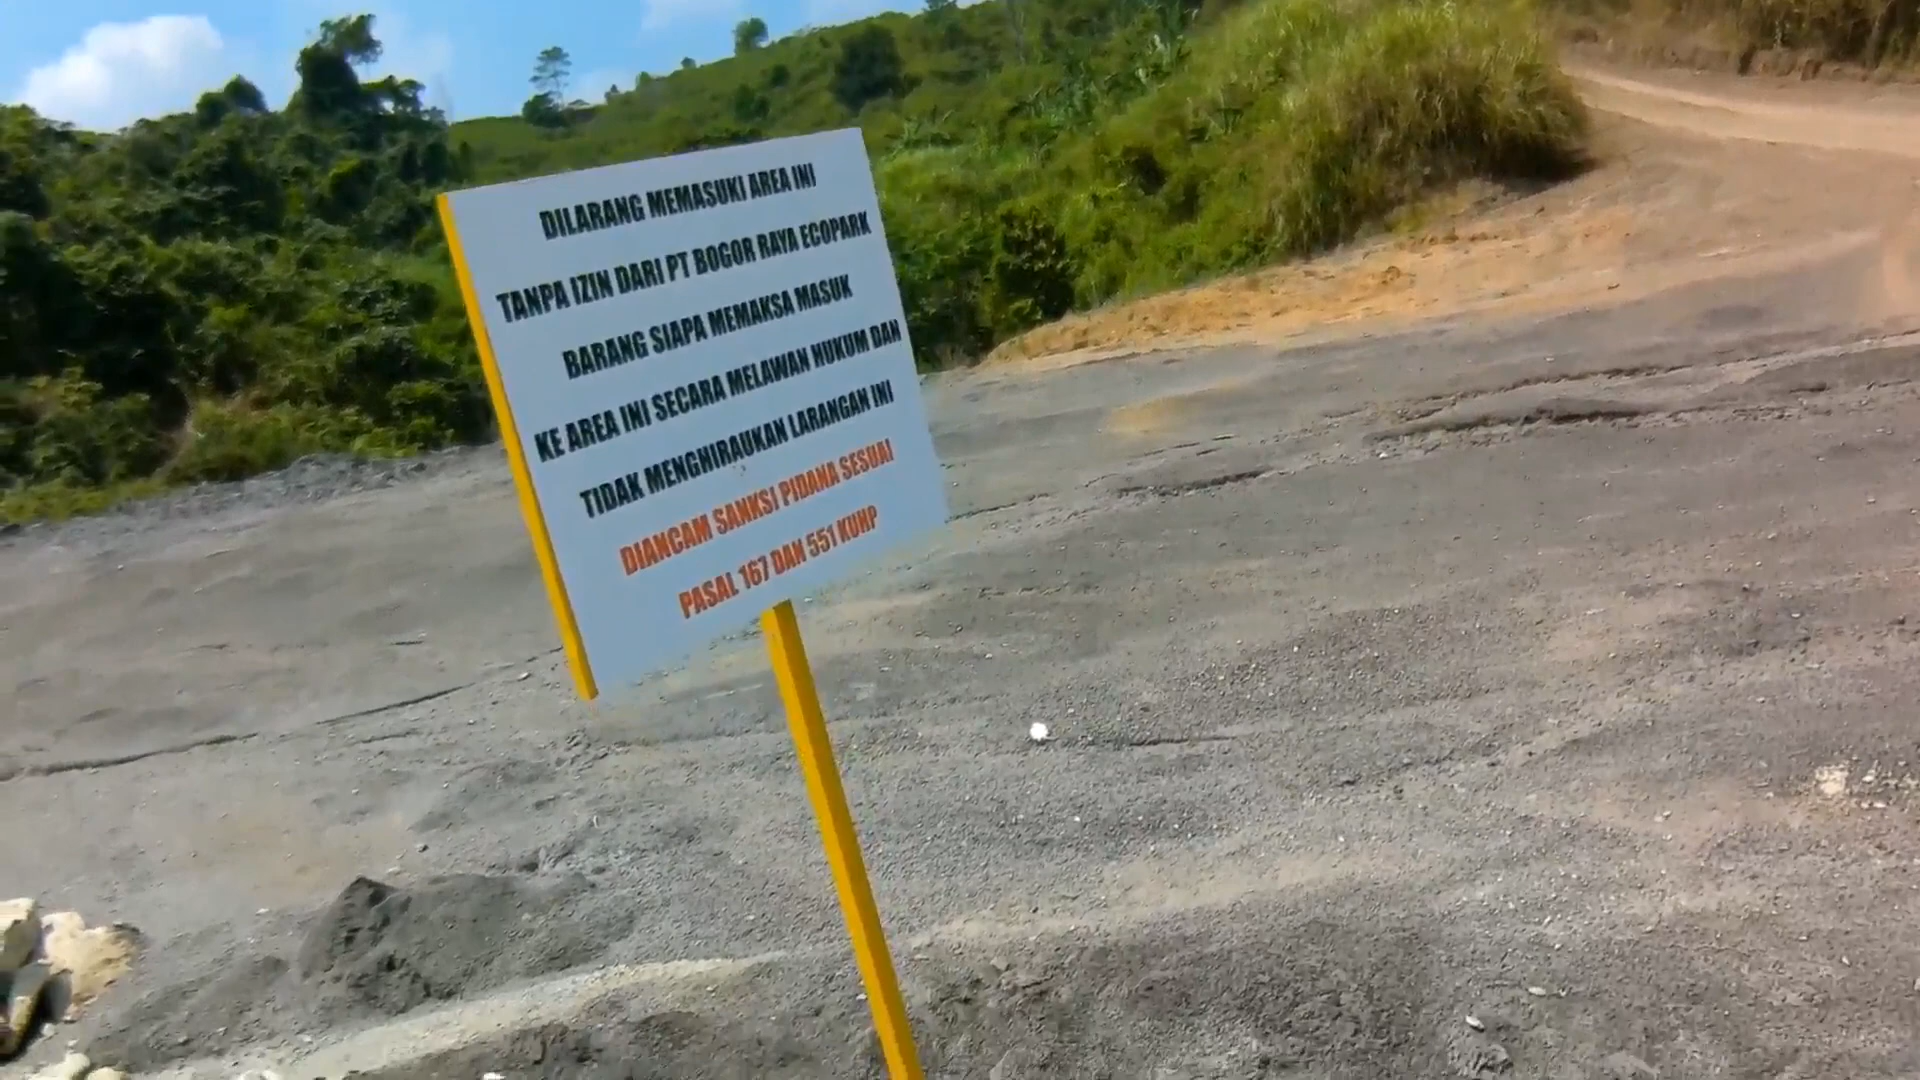 DILARANG MEMASUKI AREA INI
TANPA IZIN DARI PT BOGOR RAYA ECOPARK
BARANG SIAPA MEMAKSA MASUK
KE AREA INI SECARA MELAWAN HUKUM DAN
TIDAK MENGHIRAUKAN LARANGAN INI
DIANCAM SANKSI PIDANA SESUAI
PASAL 167 DAN 551 KUHP